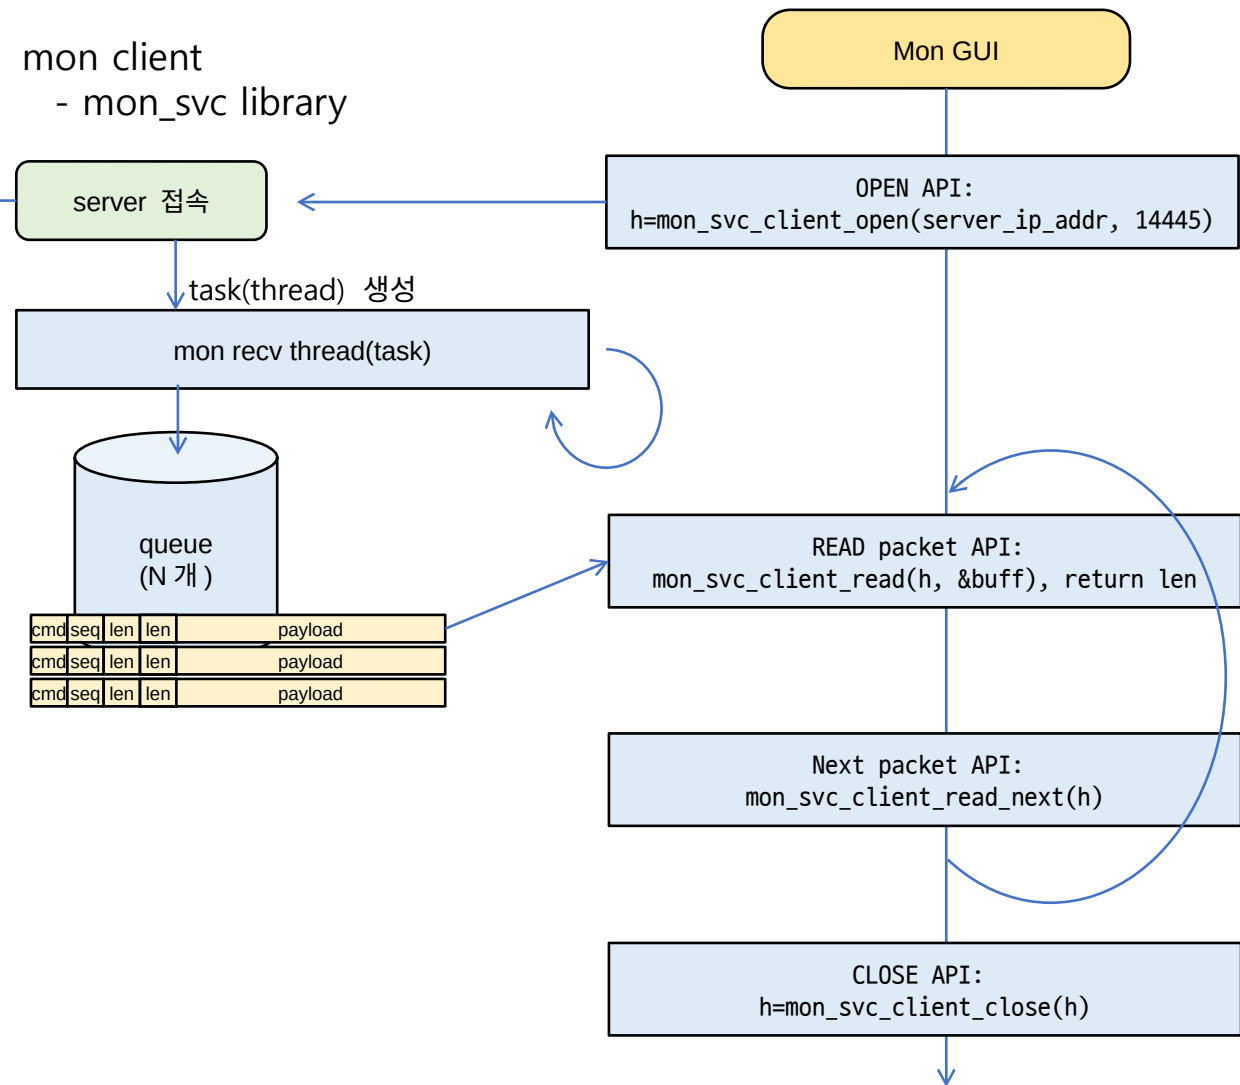 mon client
- mon_svc library
Mon GUI
server 접속
OPEN API:
h=mon_svc_client_open(server_ip_addr, 14445)
task(thread) 생성
mon recv thread(task)
queue
(N 개 )
READ packet API:
mon_svc_client_read(h, &buff), return len
cmd seq len len payload
cmd seq len len payload
cmd seq len len payload
Next packet API:
mon_svc_client_read_next(h)
CLOSE API:
h=mon_svc_client_close(h)